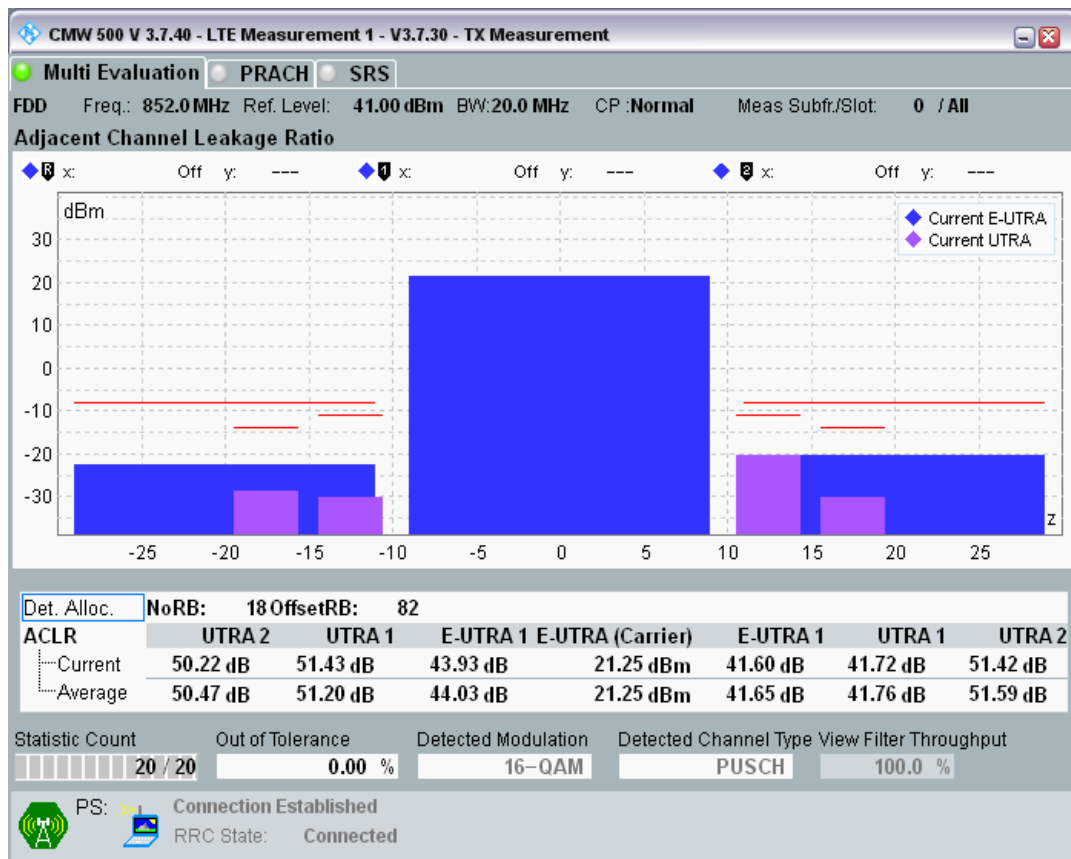 CMW 500 V 3.7.40 - LTE Measurement 1 - V3.7.30 - TX Measurement
Multi Evaluation PRACH SRS
FDD Freq.: 852.0 MHz Ref. Level: 41.00 dBm BW:20.0 MHz CP :Normal Meas Subfr./Slot: 0 / All
Adjacent Channel Leakage Ratio
R x: Off y: --- 1 x: Off y: --- 2 x: Off y: ---
dBm
Current E-UTRA
Current UTRA
30
20
10
0
-10
-20
-30
z
-25 -20 -15 -10 -5 0 5 10 15 20 25
Det. Alloc. NoRB: 18 OffsetRB: 82
ACLR UTRA 2 UTRA 1 E-UTRA 1 E-UTRA (Carrier) E-UTRA 1 UTRA 1 UTRA 2
Current 50.22 dB 51.43 dB 43.93 dB 21.25 dBm 41.60 dB 41.72 dB 51.42 dB
Average 50.47 dB 51.20 dB 44.03 dB 21.25 dBm 41.65 dB 41.76 dB 51.59 dB
Statistic Count Out of Tolerance Detected Modulation Detected Channel Type View Filter Throughput
20 / 20 0.00 % 16-QAM PUSCH 100.0 %
PS: Connection Established
RRC State: Connected